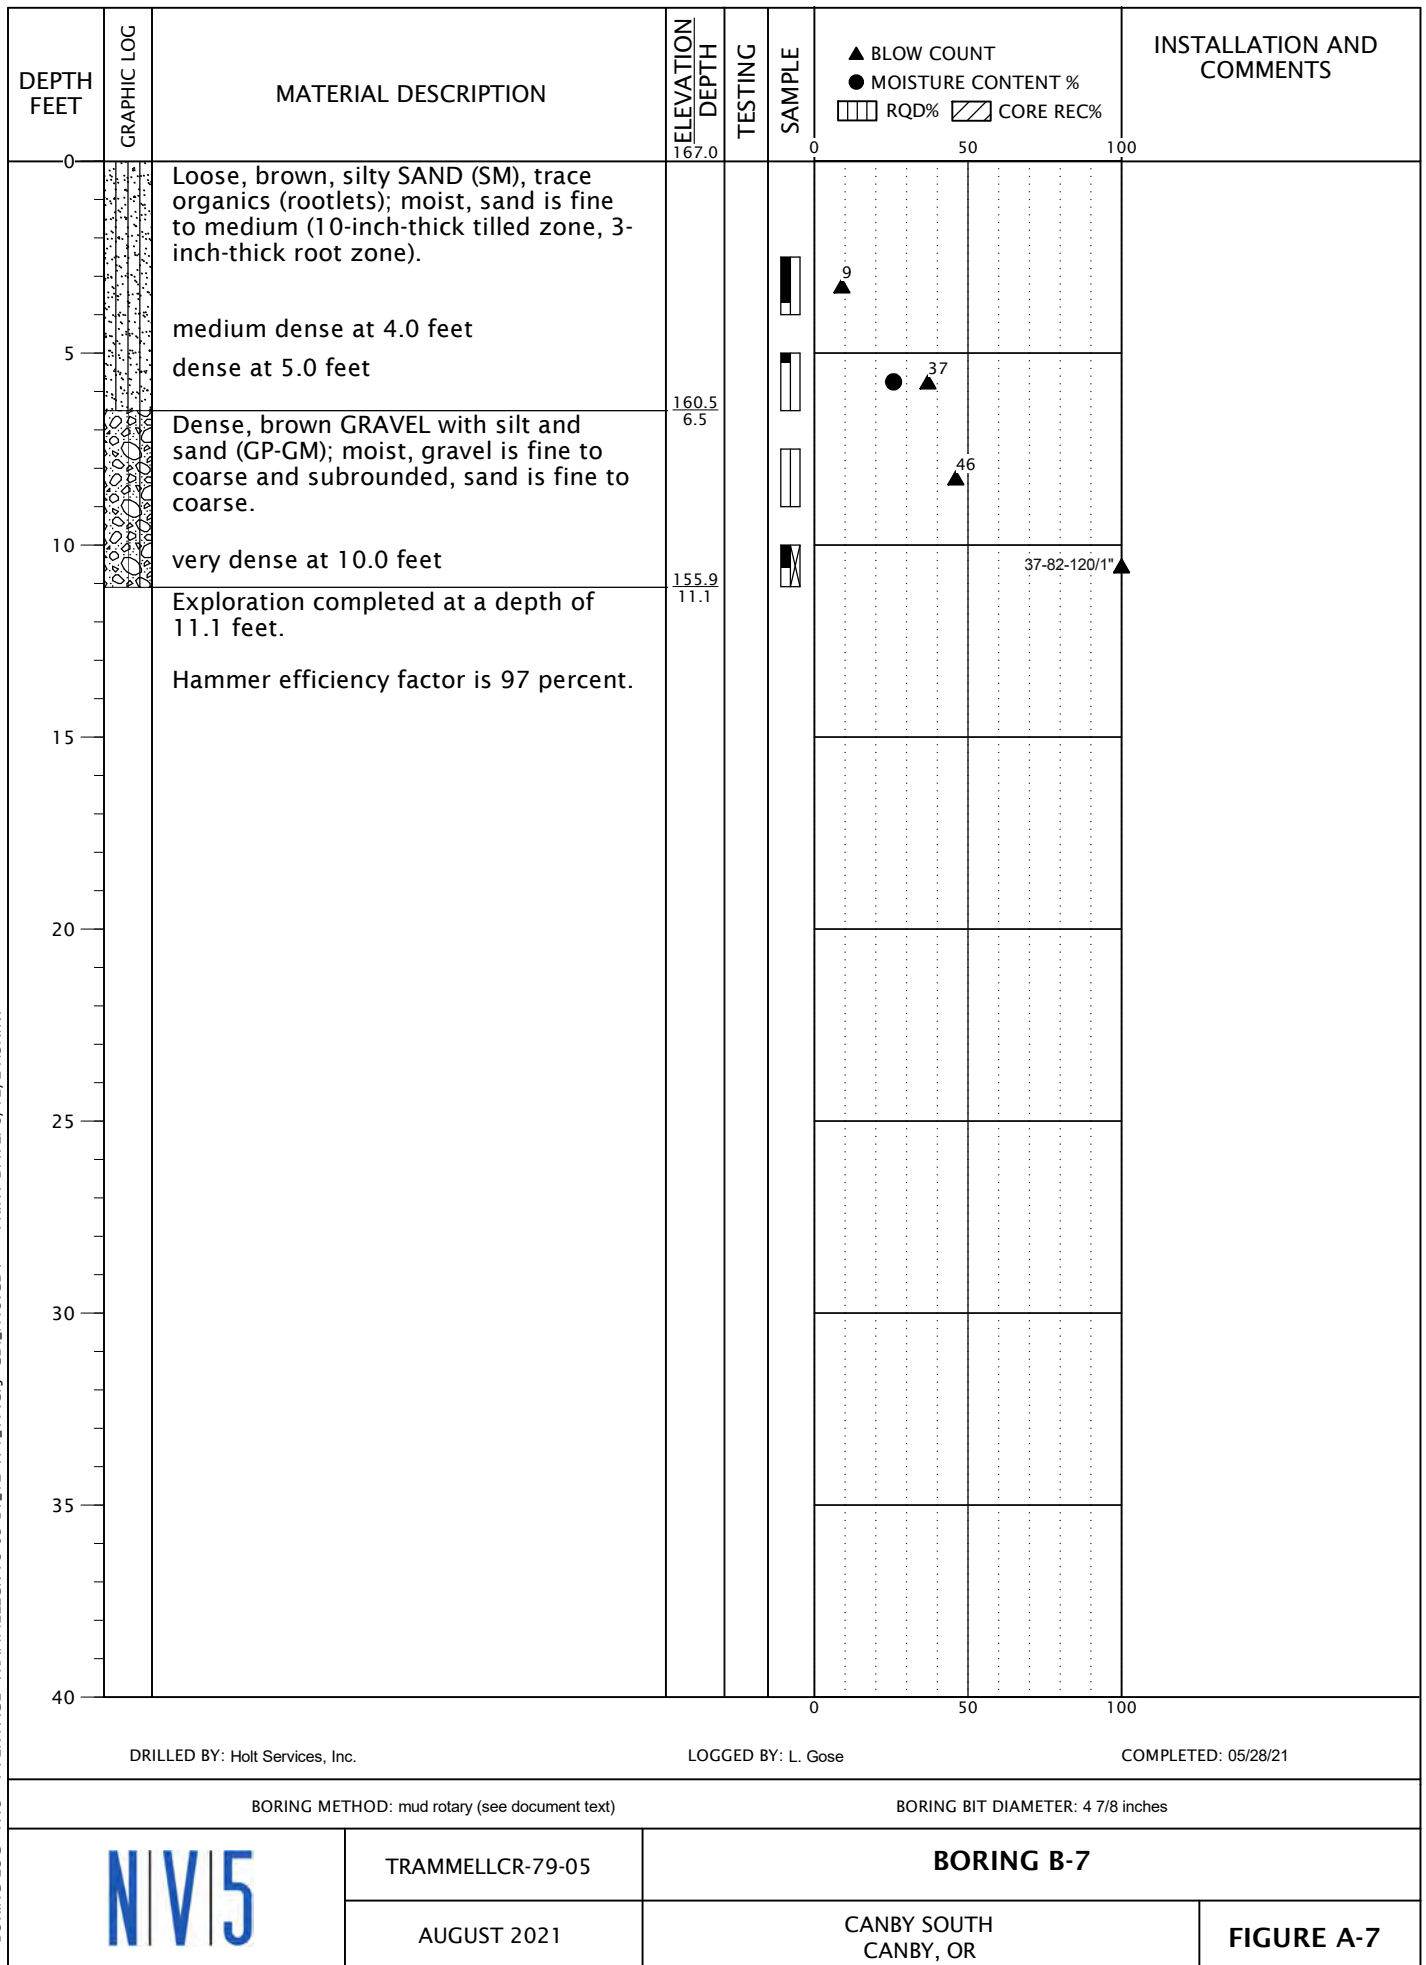 DEPTH
FEET
GRAPHIC LOG
MATERIAL DESCRIPTION
ELEVATION
DEPTH
TESTING
SAMPLE
▲ BLOW COUNT
● MOISTURE CONTENT %
RQD% CORE REC%
INSTALLATION AND
COMMENTS
167.0
0 50 100
0
Loose, brown, silty SAND (SM), trace
organics (rootlets); moist, sand is fine
to medium (10-inch-thick tilled zone, 3-
inch-thick root zone).
9
medium dense at 4.0 feet
5
dense at 5.0 feet
37
160.5
6.5
Dense, brown GRAVEL with silt and
sand (GP-GM); moist, gravel is fine to
coarse and subrounded, sand is fine to
coarse.
46
10
very dense at 10.0 feet
37-82-120/1"
155.9
11.1
Exploration completed at a depth of
11.1 feet.
Hammer efficiency factor is 97 percent.
15
20
25
30
35
40
0 50 100
DRILLED BY: Holt Services, Inc.
LOGGED BY: L. Gose
COMPLETED: 05/28/21
BORING METHOD: mud rotary (see document text)
BORING BIT DIAMETER: 4 7/8 inches
N|V|5
TRAMMELLCR-79-05
BORING B-7
AUGUST 2021
CANBY SOUTH
CANBY, OR
FIGURE A-7